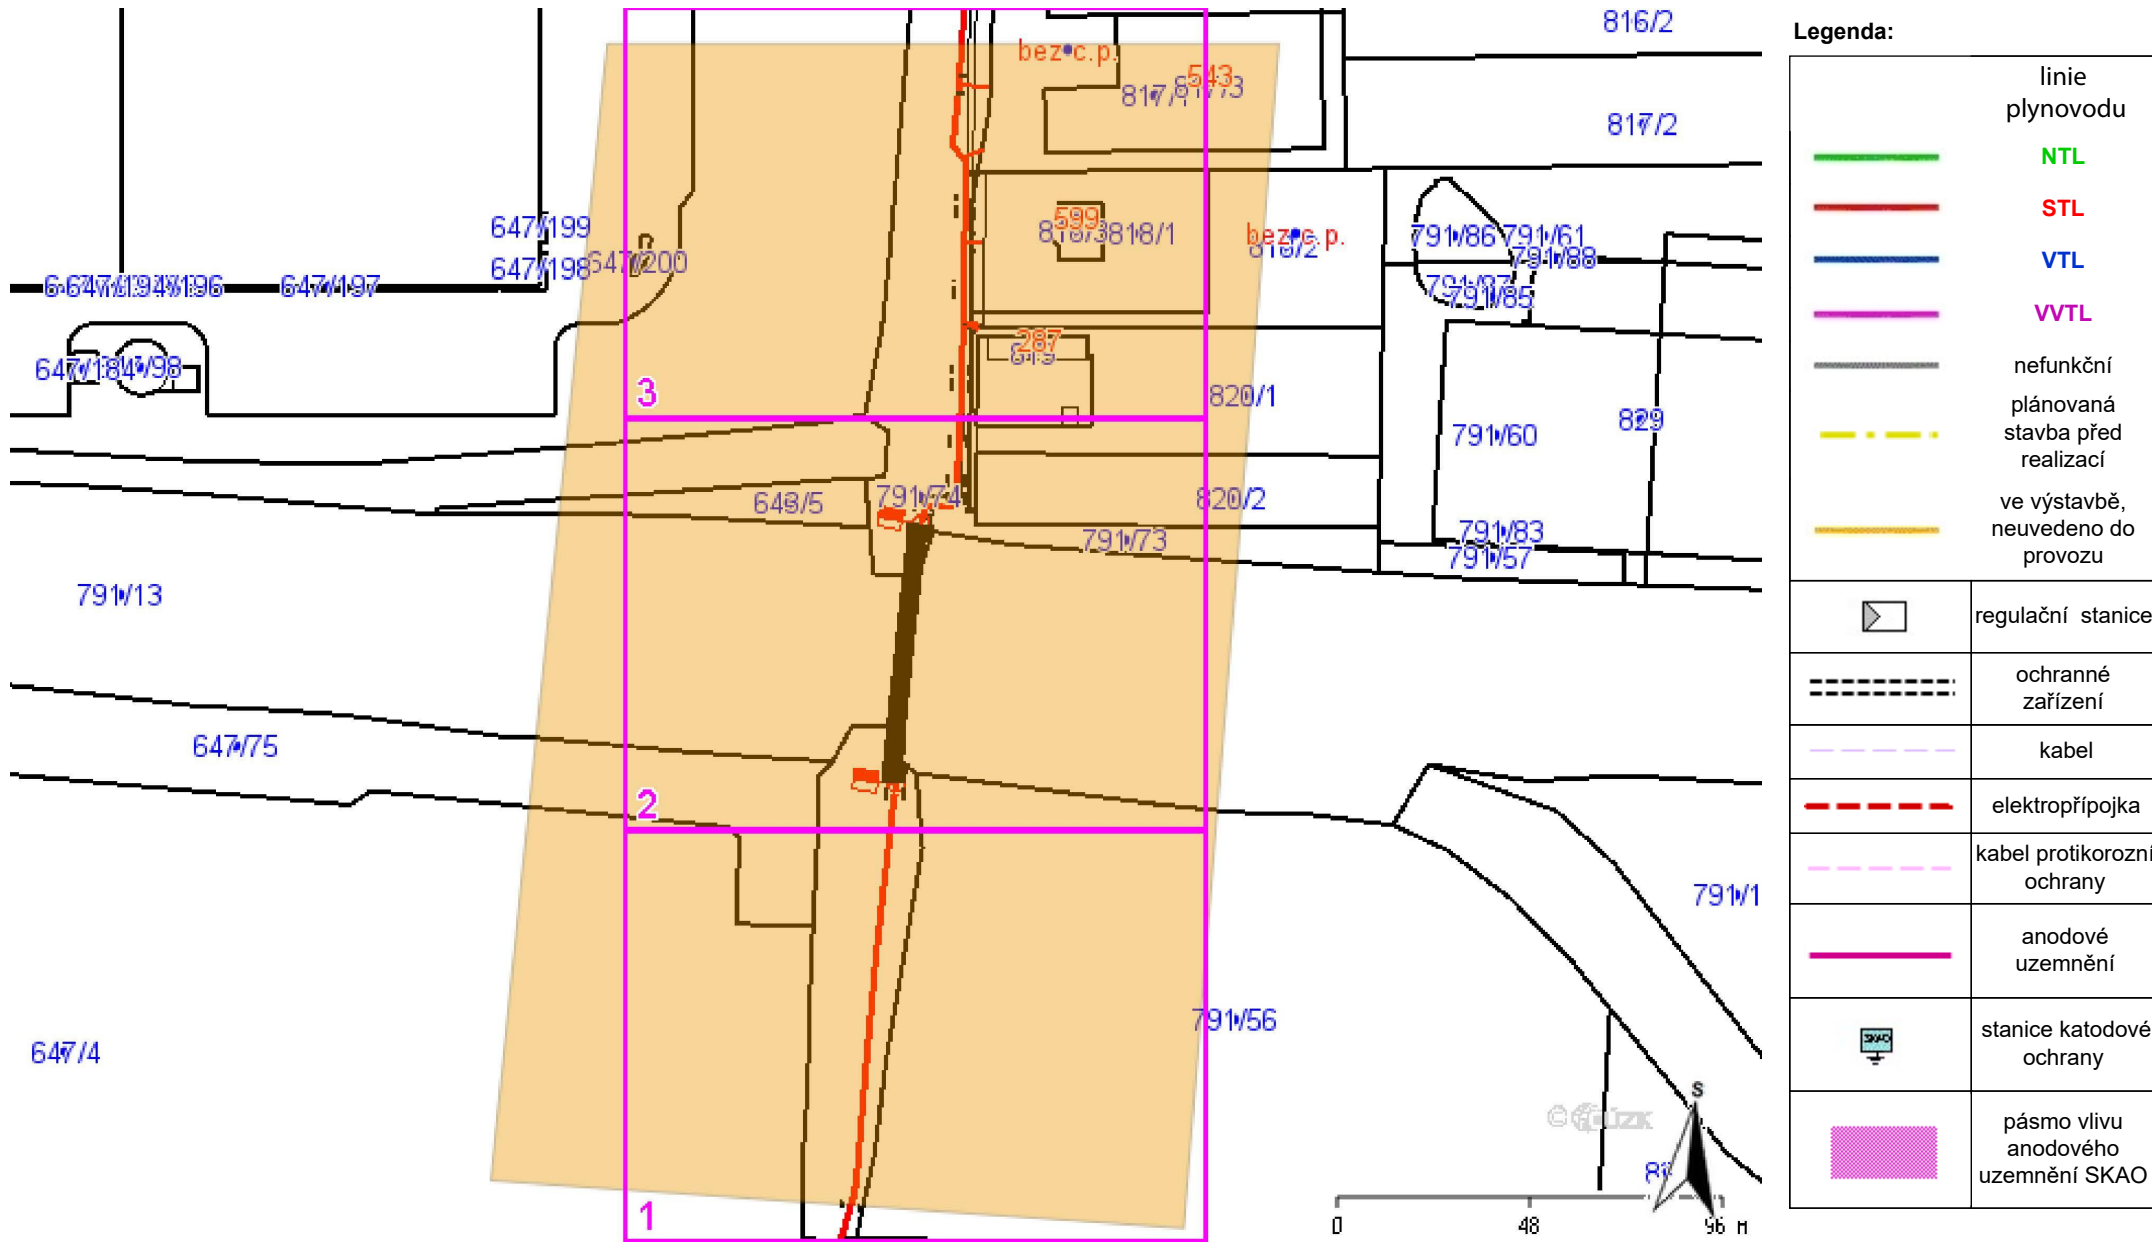 816/2
bez c.p.
543
817/2
647/199
647/198
647/200
647/197
599
818/1
bez c.p.
791/86
791/61
791/88
791/85
287
820/1
3
791/60
829
648/5
791/74
820/2
791/73
791/83
791/57
791/13
647/75
2
791/1
791/56
647/4
1
S
0
48
96 m
Legenda:
linie
plynovodu
NTL
STL
VTL
VVTL
nefunkční
plánovaná
stavba před
realizací
ve výstavbě,
neuvedeno do
provozu
regulační stanice
ochranné
zařízení
kabel
elektropřípojka
kabel protikorozní
ochrany
anodové
uzemnění
SKAO
stanice katodové
ochrany
pásmo vlivu
anodového
uzemnění SKAO